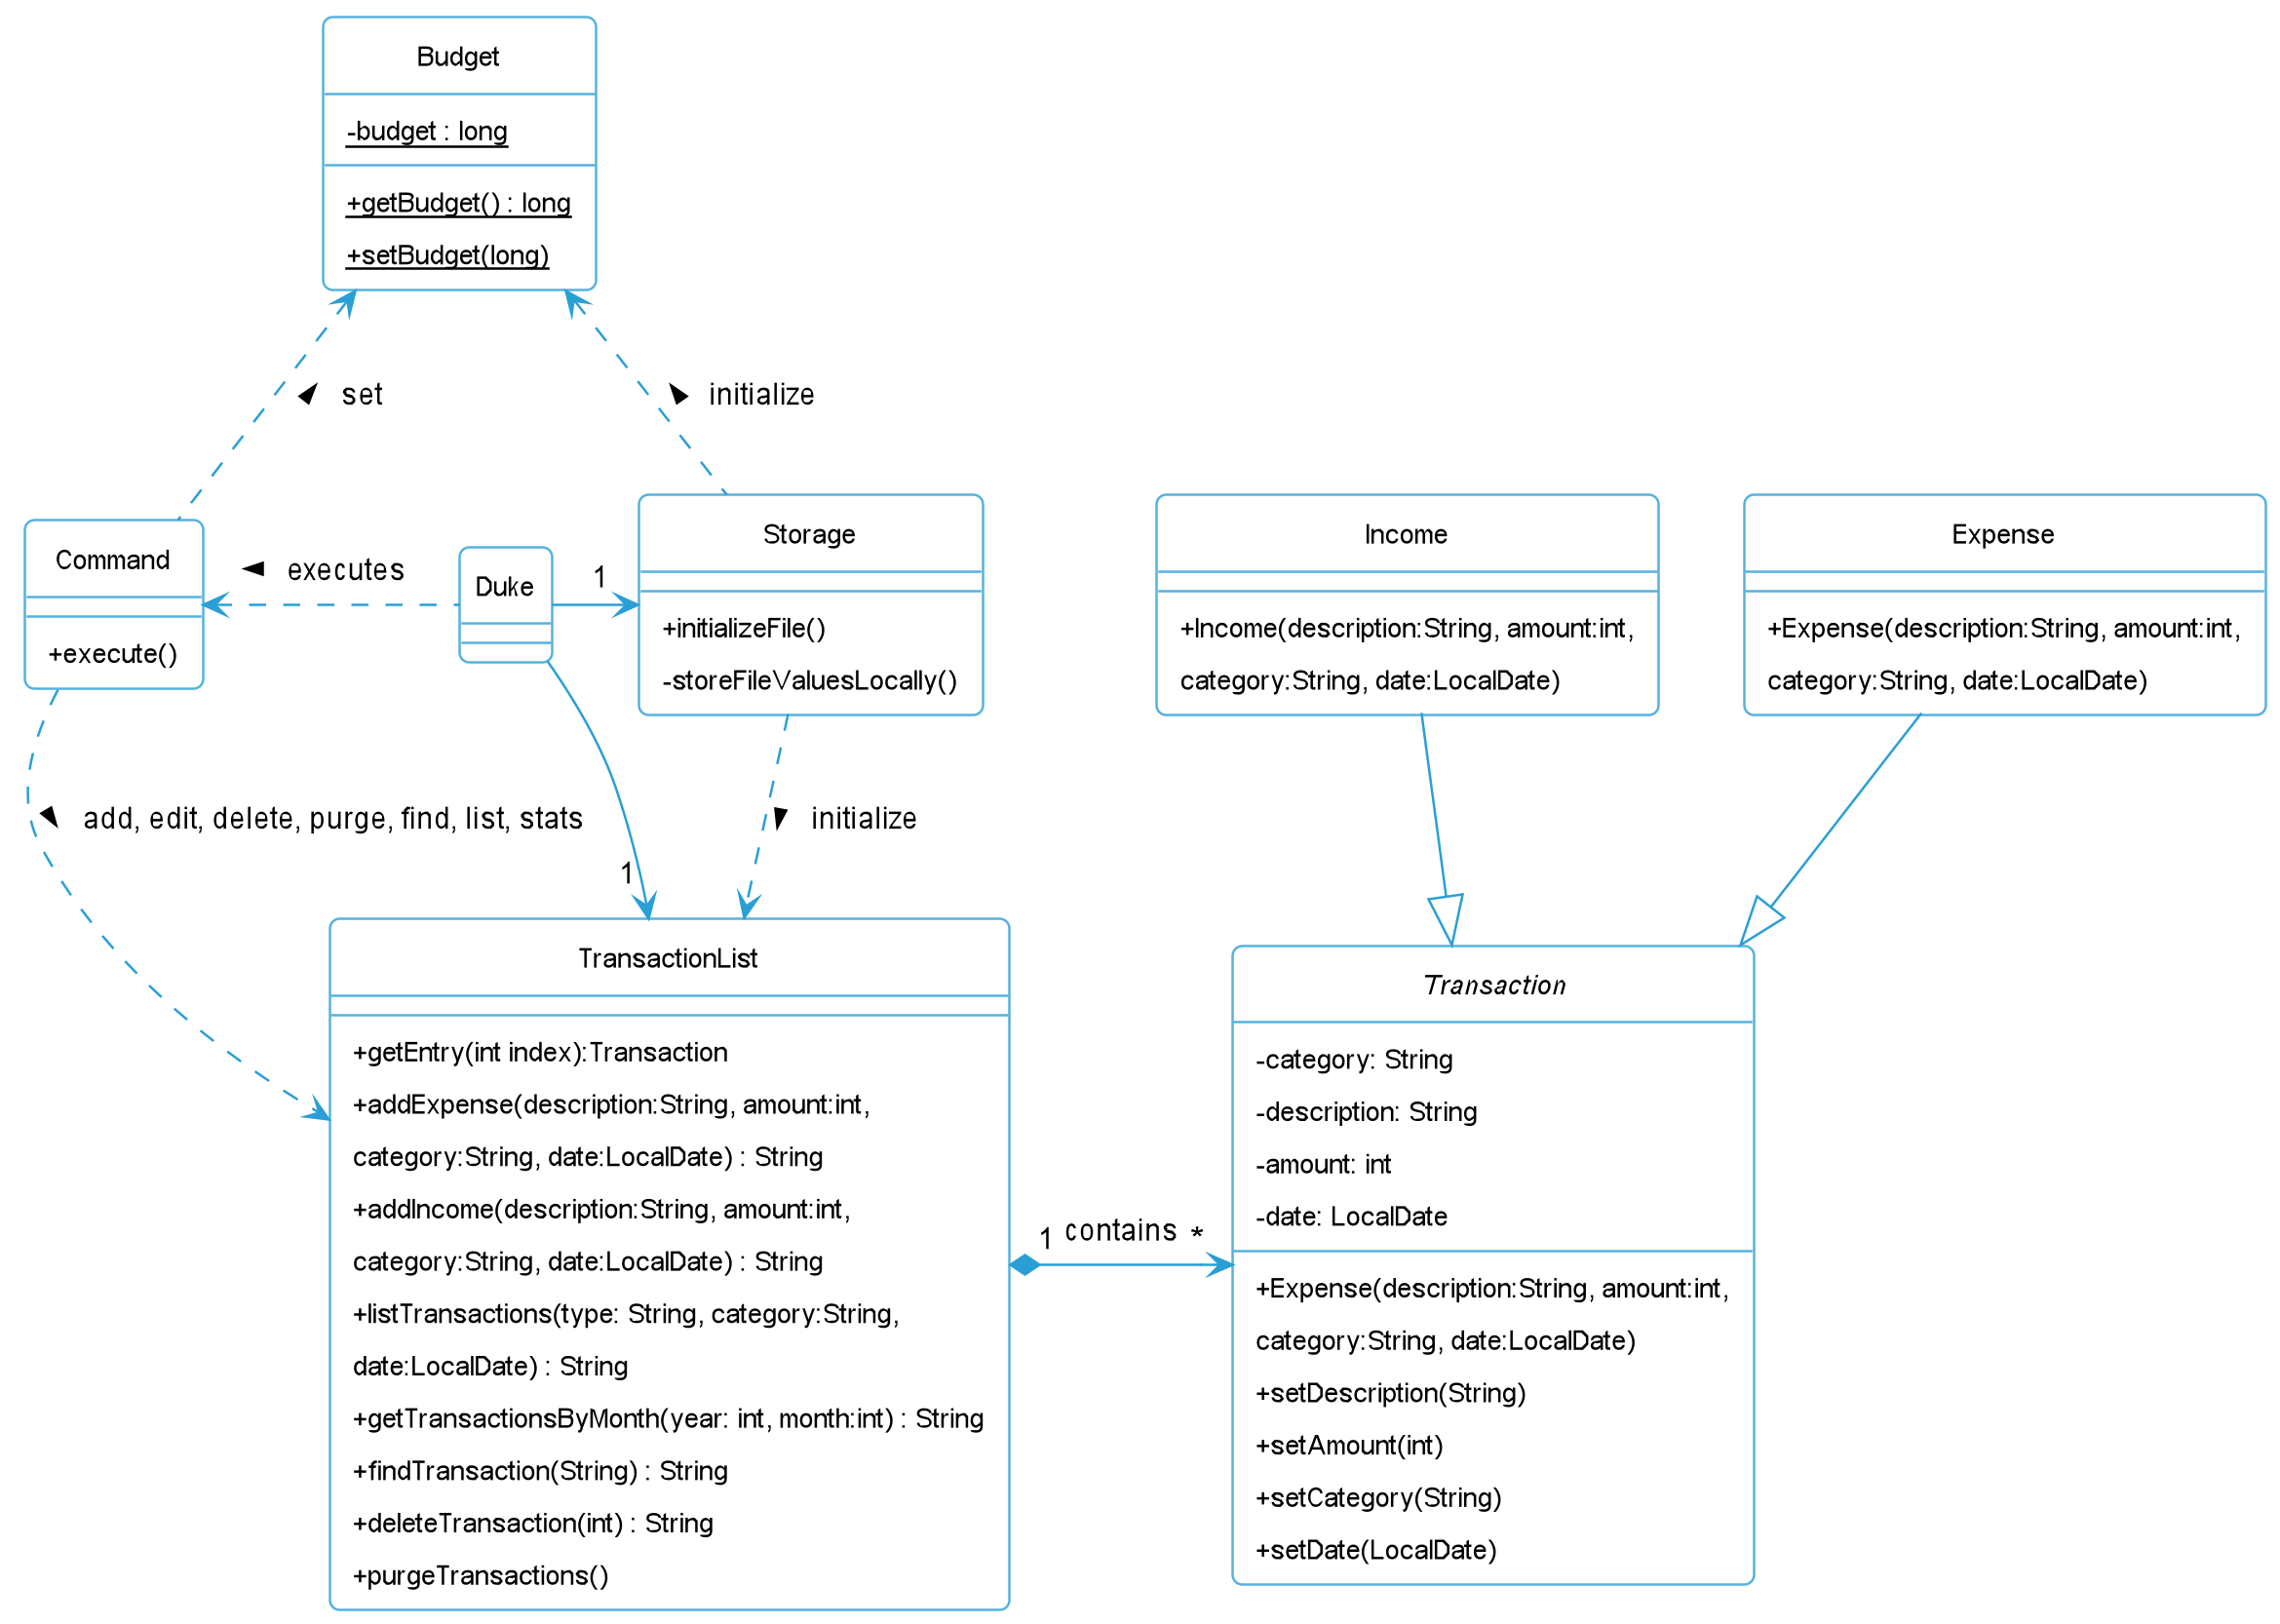 Budget
-budget : long
+getBudget() : long
+setBudget(long)
set
initialize
Command
+execute()
executes
Duke
1
Storage
+initializeFile()
-storeFileValuesLocally()
Income
+Income(description:String, amount:int,
category:String, date:LocalDate)
Expense
+Expense(description:String, amount:int,
category:String, date:LocalDate)
add, edit, delete, purge, find, list, stats
initialize
1
TransactionList
+getEntry(int index):Transaction
+addExpense(description:String, amount:int,
category:String, date:LocalDate) : String
+addIncome(description:String, amount:int,
category:String, date:LocalDate) : String
+listTransactions(type: String, category:String,
date:LocalDate) : String
+getTransactionsByMonth(year: int, month:int) : String
+findTransaction(String) : String
+deleteTransaction(int) : String
+purgeTransactions()
1 contains *
Transaction
-category: String
-description: String
-amount: int
-date: LocalDate
+Expense(description:String, amount:int,
category:String, date:LocalDate)
+setDescription(String)
+setAmount(int)
+setCategory(String)
+setDate(LocalDate)